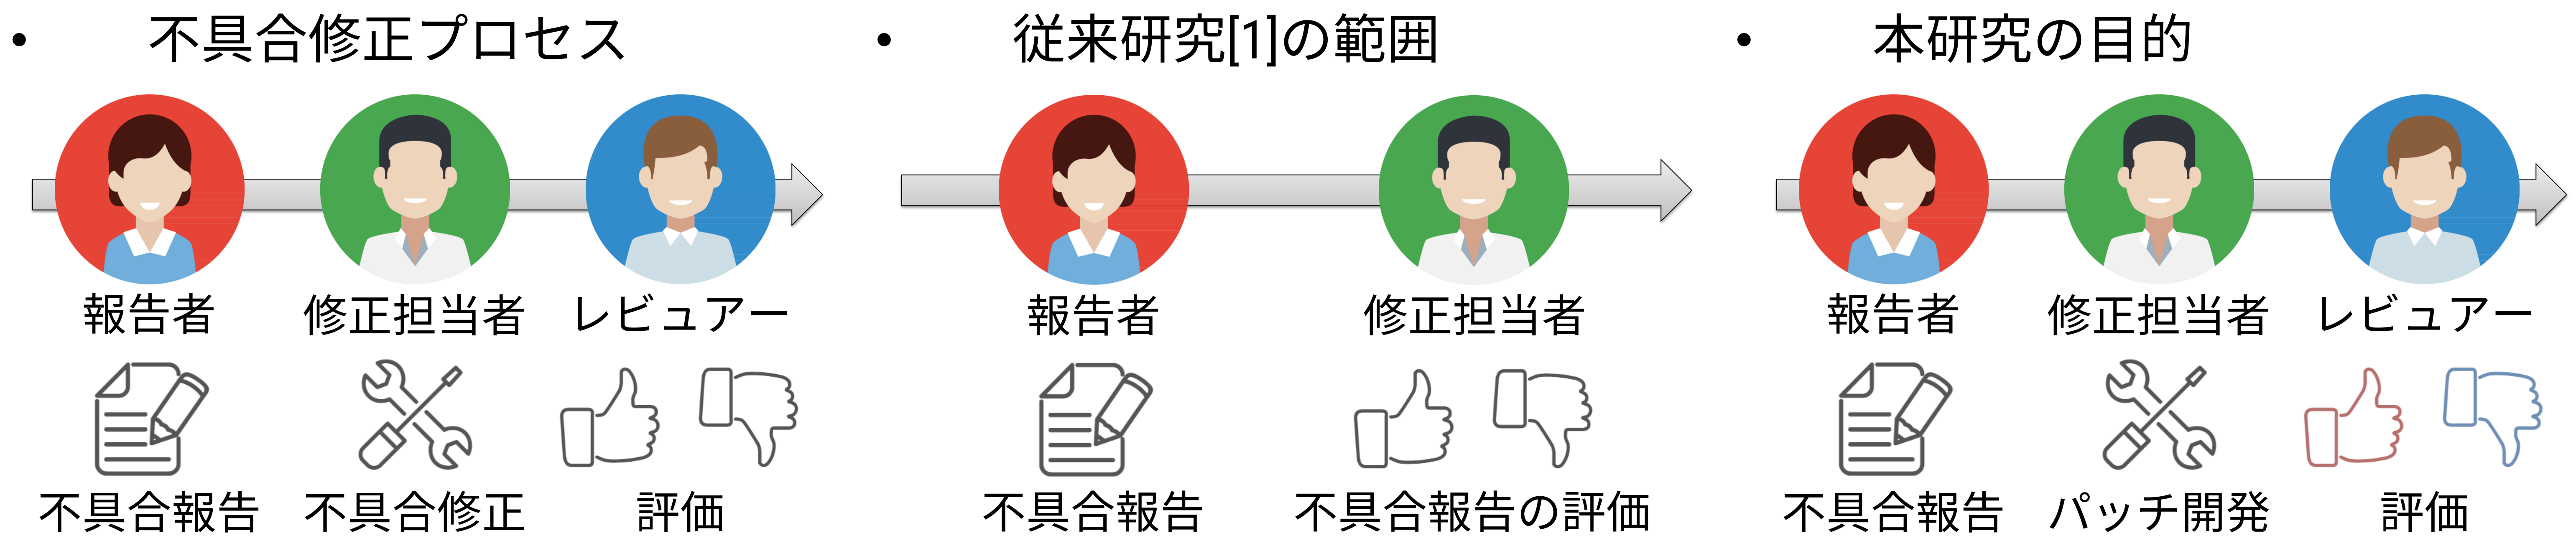 • 不具合修正プロセス
報告者 修正担当者 レビュアー
不具合報告 不具合修正 評価
• 従来研究[1]の範囲
報告者 修正担当者
不具合報告 不具合報告の評価
• 本研究の目的
報告者 修正担当者 レビュアー
不具合報告 パッチ開発 評価